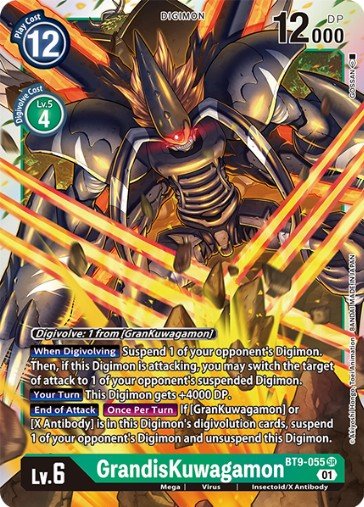 DIGIMON
Play Cost
12
DP
12000
Digivolve Cost
Lv.5
4
Digivolve: 1 from [GranKuwagamon]
When Digivolving Suspend 1 of your opponent's Digimon.
Then, if this Digimon is attacking, you may switch the target
of attack to 1 of your opponent's suspended Digimon.
Your Turn This Digimon gets +4000 DP.
End of Attack Once Per Turn If [GranKuwagamon] or
[X Antibody] is in this Digimon's digivolution cards, suspend
1 of your opponent's Digimon and unsuspend this Digimon.
Lv.6
GrandisKuwagamon
BT9-055 SR
01
Mega | Virus | Insectoid/X Antibody